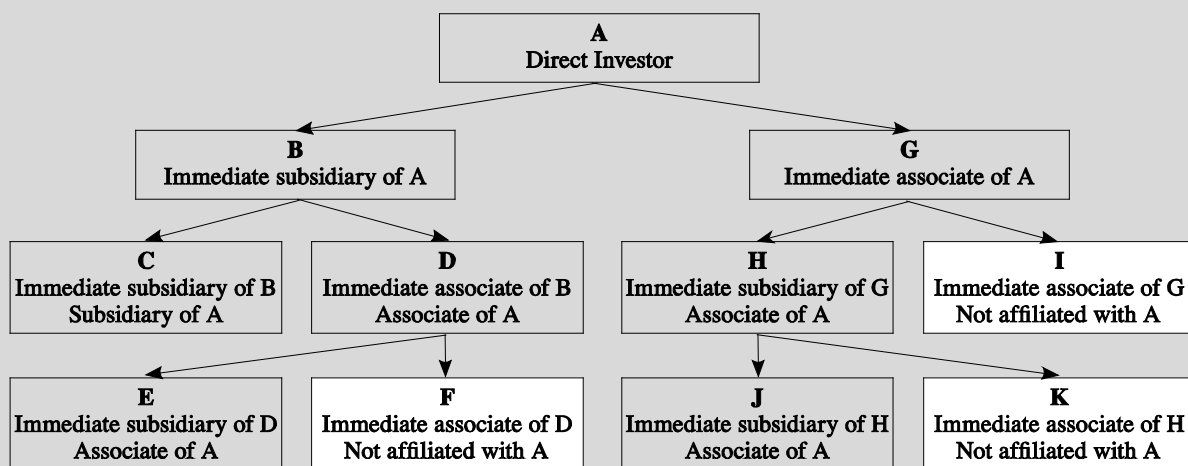 A
Direct Investor
B
Immediate subsidiary of A
G
Immediate associate of A
C
Immediate subsidiary of B
Subsidiary of A
D
Immediate associate of B
Associate of A
H
Immediate subsidiary of G
Associate of A
I
Immediate associate of G
Not affiliated with A
E
Immediate subsidiary of D
Associate of A
F
Immediate associate of D
Not affiliated with A
J
Immediate subsidiary of H
Associate of A
K
Immediate associate of H
Not affiliated with A